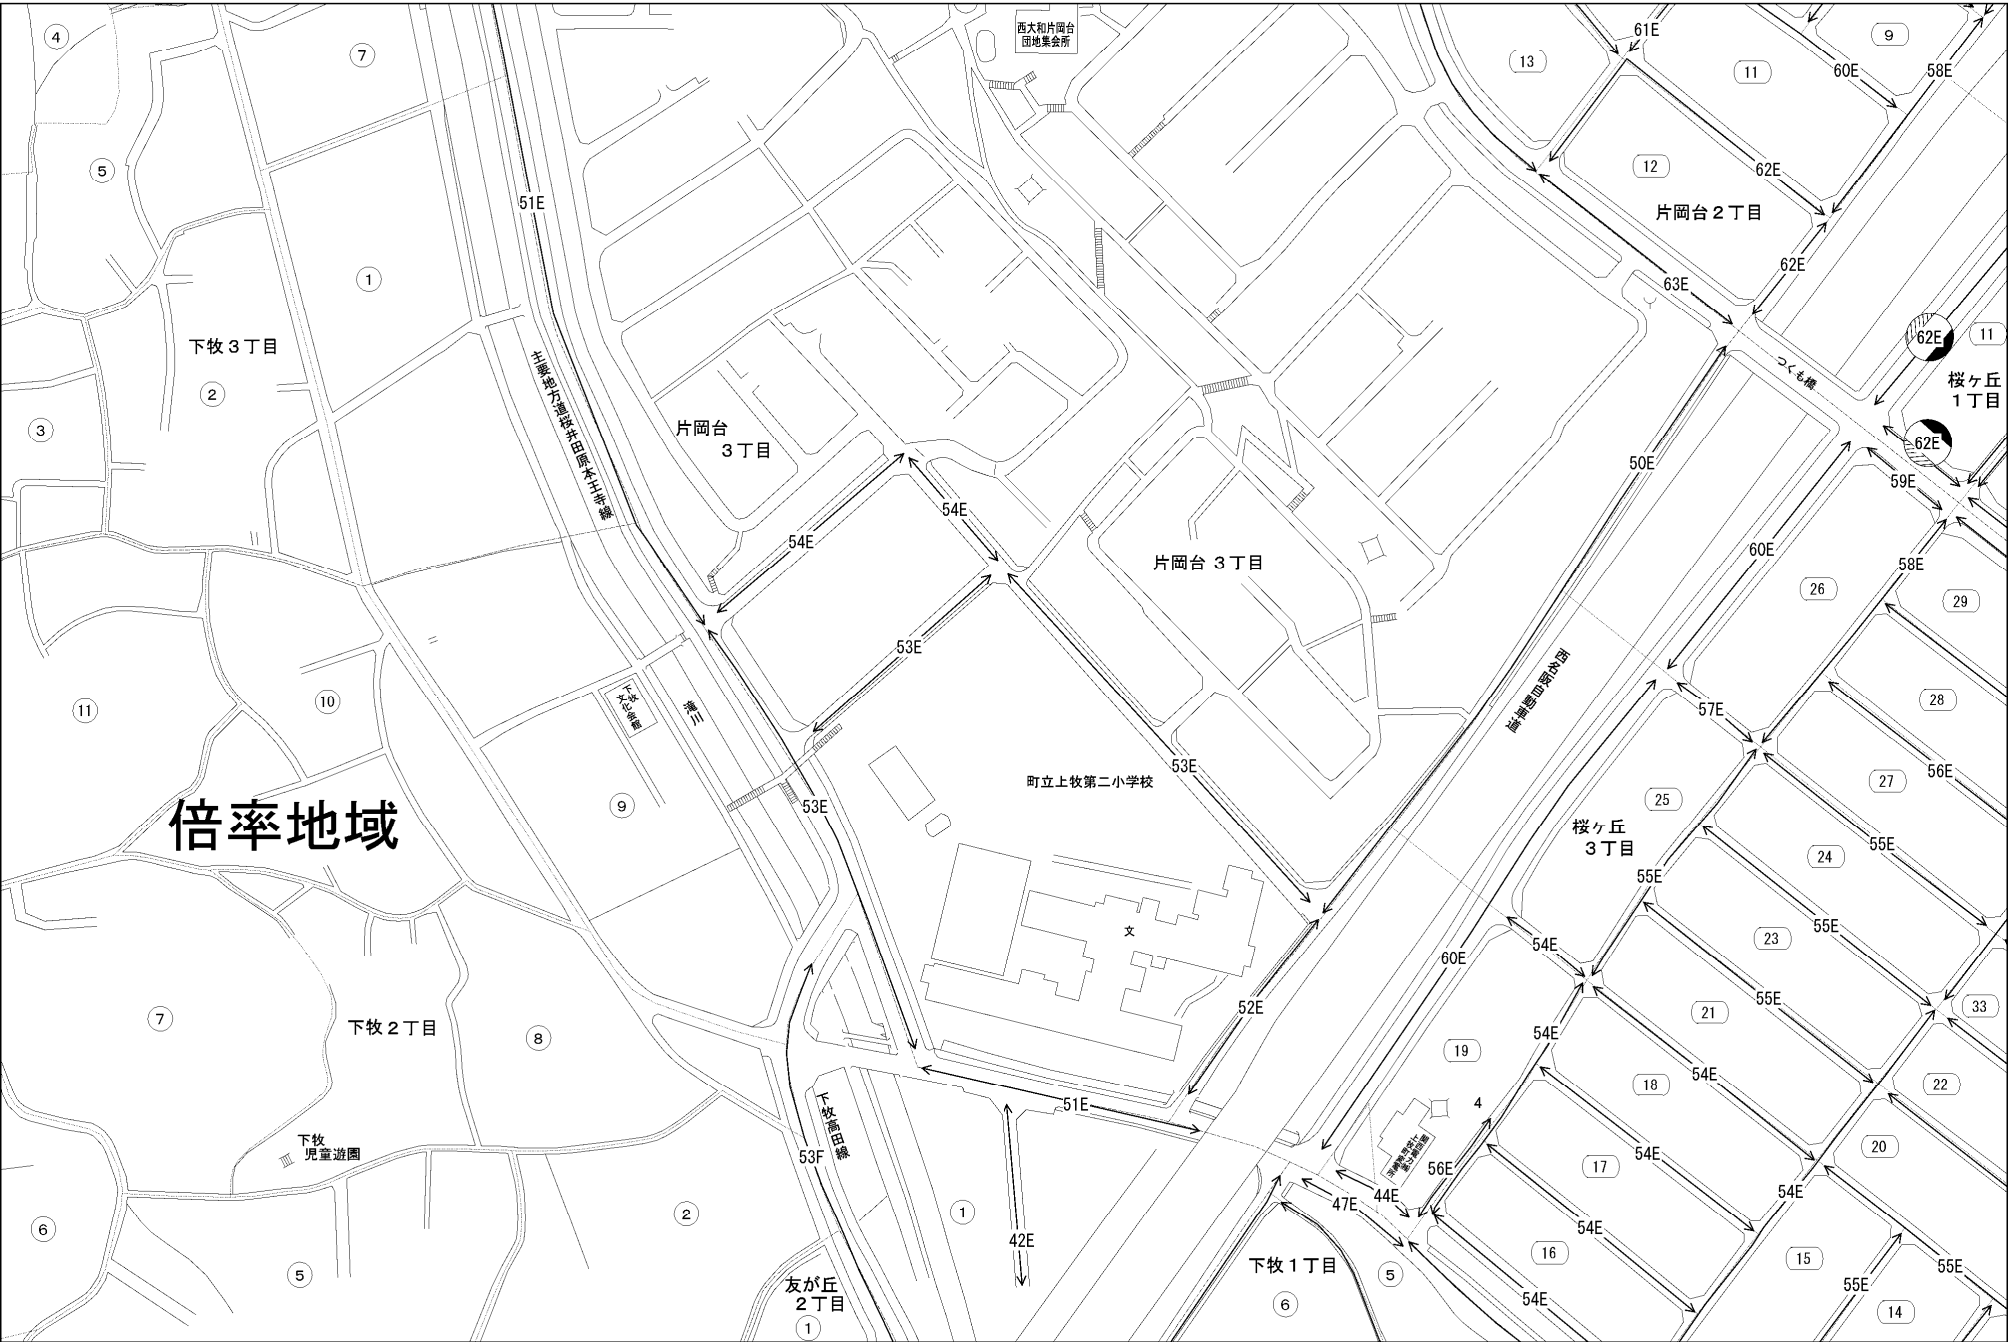 ④
⑦
西大和片岡台
団地集会所
13
61E
11
60E
9
58E
⑤
12
62E
片岡台2丁目
51E
①
62E
63E
62E
11
下牧3丁目
つくも橋
桜ヶ丘
1丁目
②
主要地方道桜井田原本王寺線
③
片岡台
3丁目
62E
50E
59E
54E
54E
60E
片岡台 3丁目
58E
26
29
53E
西名阪自動車道
28
⑪
⑩
下牧
文化会館
滝川
57E
53E
56E
町立上牧第二小学校
27
倍率地域
⑨
53E
25
桜ヶ丘
3丁目
55E
24
55E
文
55E
23
54E
60E
55E
52E
⑦
下牧2丁目
⑧
21
33
54E
19
54E
18
22
4
51E
下牧高田線
下牧
児童遊園
53F
20
54E
17
56E
54E
44E
47E
⑥
②
①
42E
54E
16
15
55E
下牧1丁目
⑤
⑤
友が丘
2丁目
①
⑥
54E
55E
14